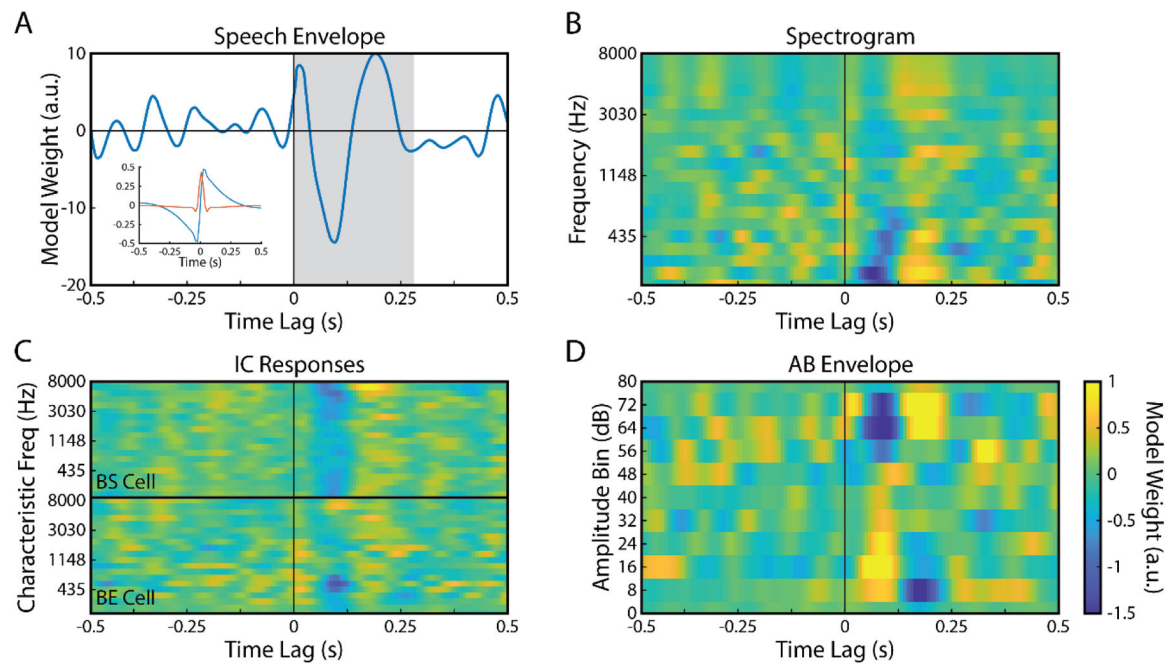 A
Speech Envelope
Model Weight (a.u.)
10
0
-10
-20
0.5
0.25
0
-0.25
-0.5
-0.5 -0.25 0 0.25 0.5
Time (s)
-0.5 -0.25 0 0.25 0.5
Time Lag (s)
B
Spectrogram
Frequency (Hz)
8000
3030
1148
435
-0.5 -0.25 0 0.25 0.5
Time Lag (s)
C
IC Responses
Characteristic Freq (Hz)
8000
3030
1148
435
BS Cell
8000
3030
1148
435
BE Cell
-0.5 -0.25 0 0.25 0.5
Time Lag (s)
D
AB Envelope
Amplitude Bin (dB)
80
72
64
56
48
40
32
24
16
8
0
-0.5 -0.25 0 0.25 0.5
Time Lag (s)
1
0.5
0
-0.5
-1
-1.5
Model Weight (a.u.)